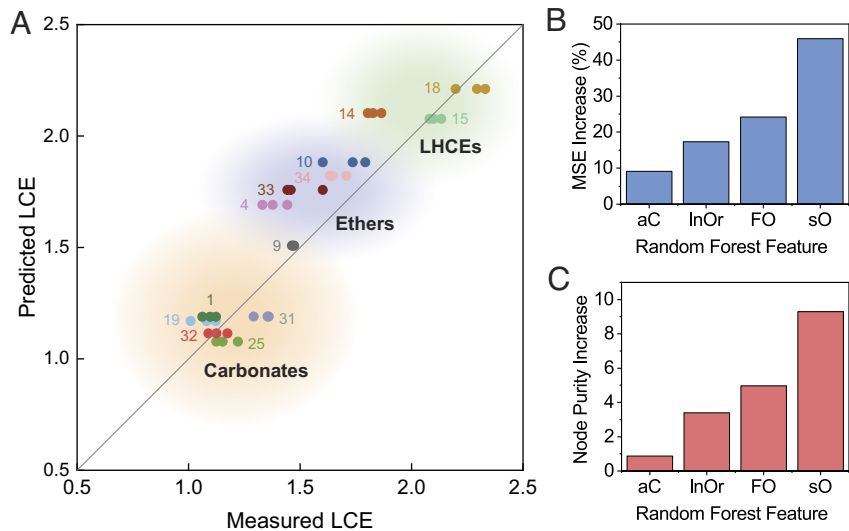 A
Predicted LCE
2.5
2.0
1.5
1.0
0.5
18
14
15
LHCEs
10
34
33
4
Ethers
9
1
19
31
32
25
Carbonates
0.5 1.0 1.5 2.0 2.5
Measured LCE
B
MSE Increase (%)
50
40
30
20
10
0
aC InOr FO sO
Random Forest Feature
C
Node Purity Increase
10
8
6
4
2
0
aC InOr FO sO
Random Forest Feature